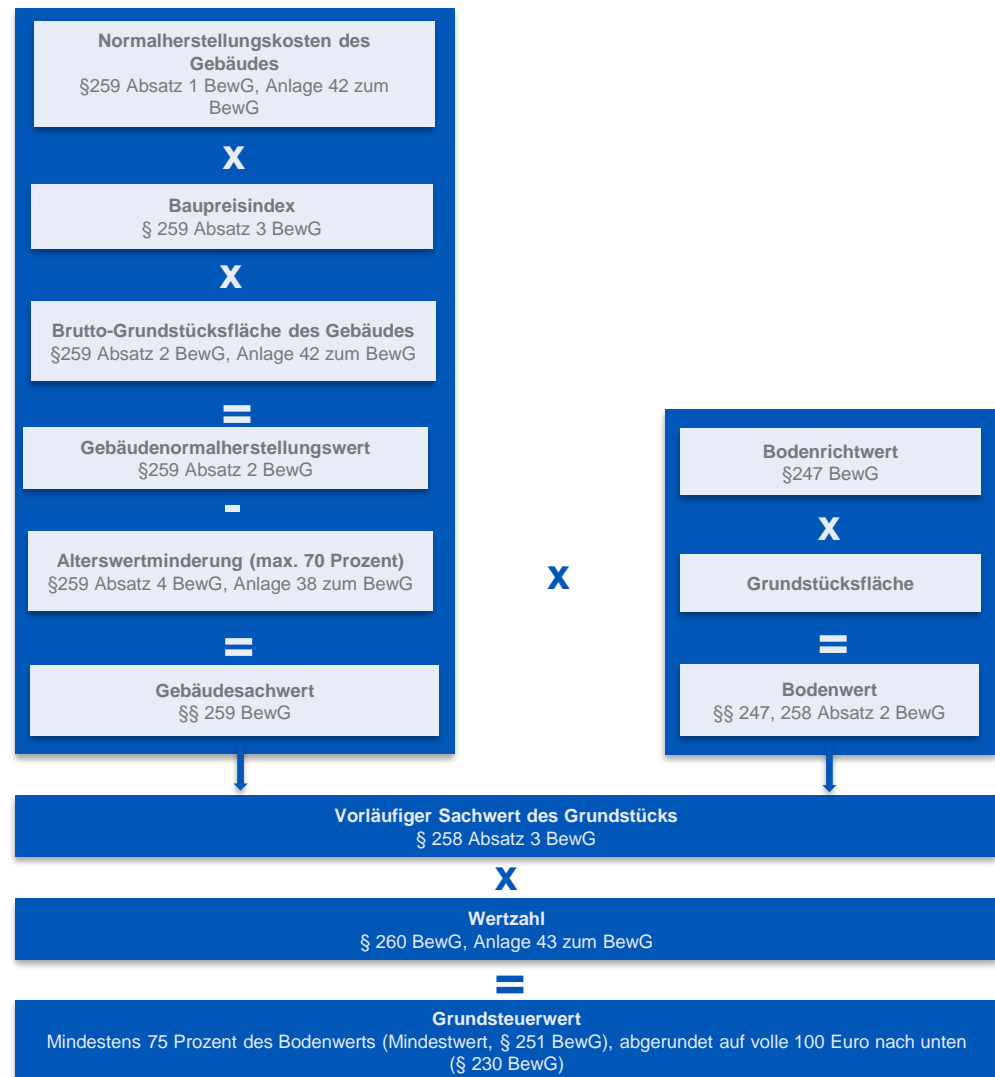 Normalherstellungskosten des
Gebäudes
§259 Absatz 1 BewG, Anlage 42 zum
BewG
x
Baupreisindex
§ 259 Absatz 3 BewG
x
Brutto-Grundstücksfläche des Gebäudes
§259 Absatz 2 BewG, Anlage 42 zum BewG
=
Gebäudenormalherstellungswert
§259 Absatz 2 BewG
-
Alterswertminderung (max. 70 Prozent)
§259 Absatz 4 BewG, Anlage 38 zum BewG
=
Gebäudesachwert
§§ 259 BewG
x
Bodenrichtwert
§247 BewG
x
Grundstücksfläche
=
Bodenwert
§§ 247, 258 Absatz 2 BewG
Vorläufiger Sachwert des Grundstücks
§ 258 Absatz 3 BewG
x
Wertzahl
§ 260 BewG, Anlage 43 zum BewG
=
Grundsteuerwert
Mindestens 75 Prozent des Bodenwerts (Mindestwert, § 251 BewG), abgerundet auf volle 100 Euro nach unten
(§ 230 BewG)